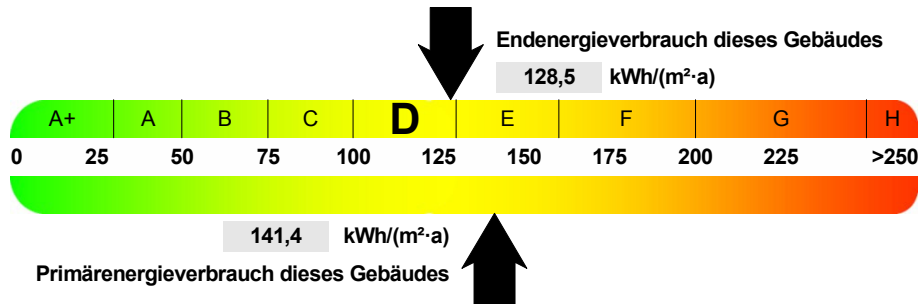 Endenergieverbrauch dieses Gebäudes
128,5 kWh/(m²·a)
A+ A B C D E F G H
0 25 50 75 100 125 150 175 200 225 >250
141,4 kWh/(m²·a)
Primärenergieverbrauch dieses Gebäudes